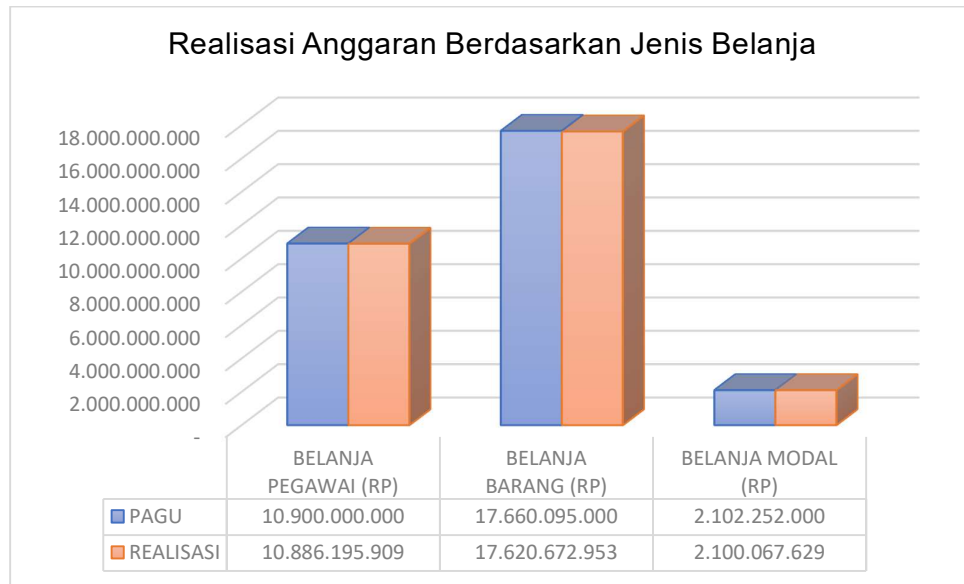 Realisasi Anggaran Berdasarkan Jenis Belanja
18.000.000.000
16.000.000.000
14.000.000.000
12.000.000.000
10.000.000.000
8.000.000.000
6.000.000.000
4.000.000.000
2.000.000.000
-
BELANJA PEGAWAI (RP) BELANJA BARANG (RP) BELANJA MODAL (RP)
PAGU 10.900.000.000 17.660.095.000 2.102.252.000
REALISASI 10.886.195.909 17.620.672.953 2.100.067.629